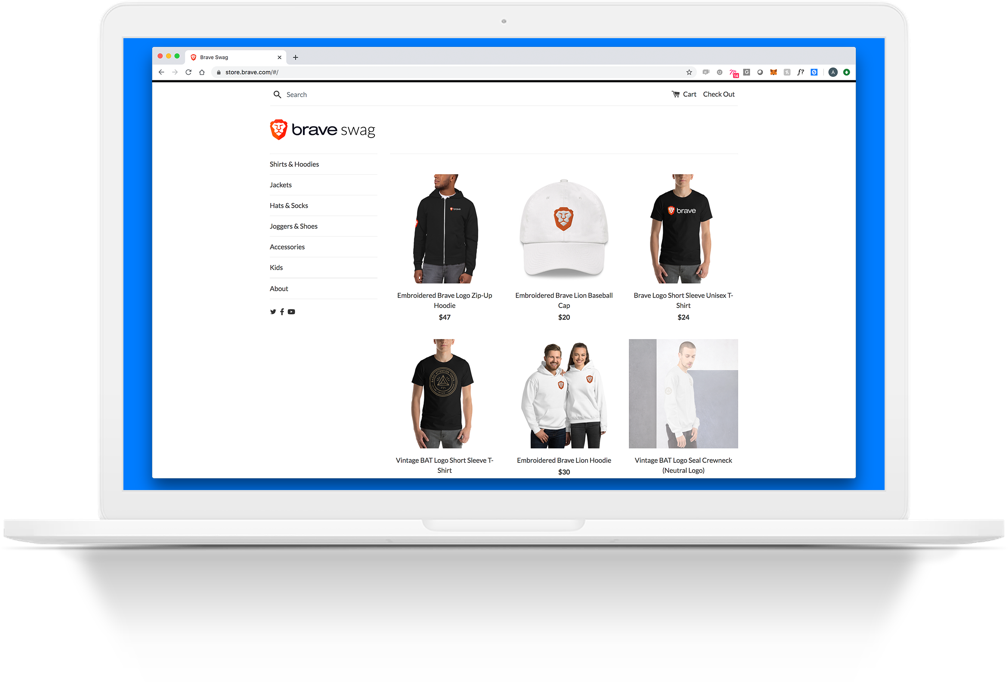 Brave Swag
store.brave.com/#/
Search
Cart
Check Out
brave swag
Shirts & Hoodies
Jackets
Hats & Socks
Joggers & Shoes
Accessories
Kids
About
brave
Embroidered Brave Logo Zip-Up
Hoodie
$47
Embroidered Brave Lion Baseball
Cap
$20
Brave Logo Short Sleeve Unisex T-
Shirt
$24
Vintage BAT Logo Short Sleeve T-
Shirt
Embroidered Brave Lion Hoodie
$30
Vintage BAT Logo Seal Crewneck
(Neutral Logo)